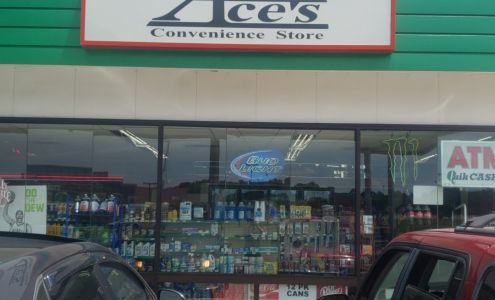 Ace's
Convenience Store
BUD
LIGHT
ATM
Quik CASH
DO
DEW
12 PK
CANS